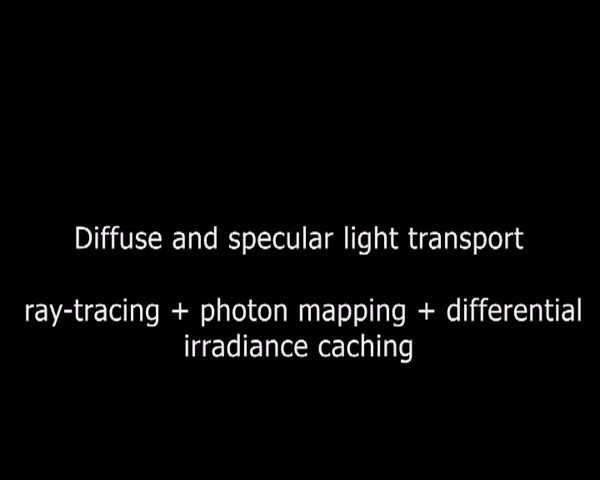 Diffuse and specular light transport
ray-tracing + photon mapping + differential
irradiance caching